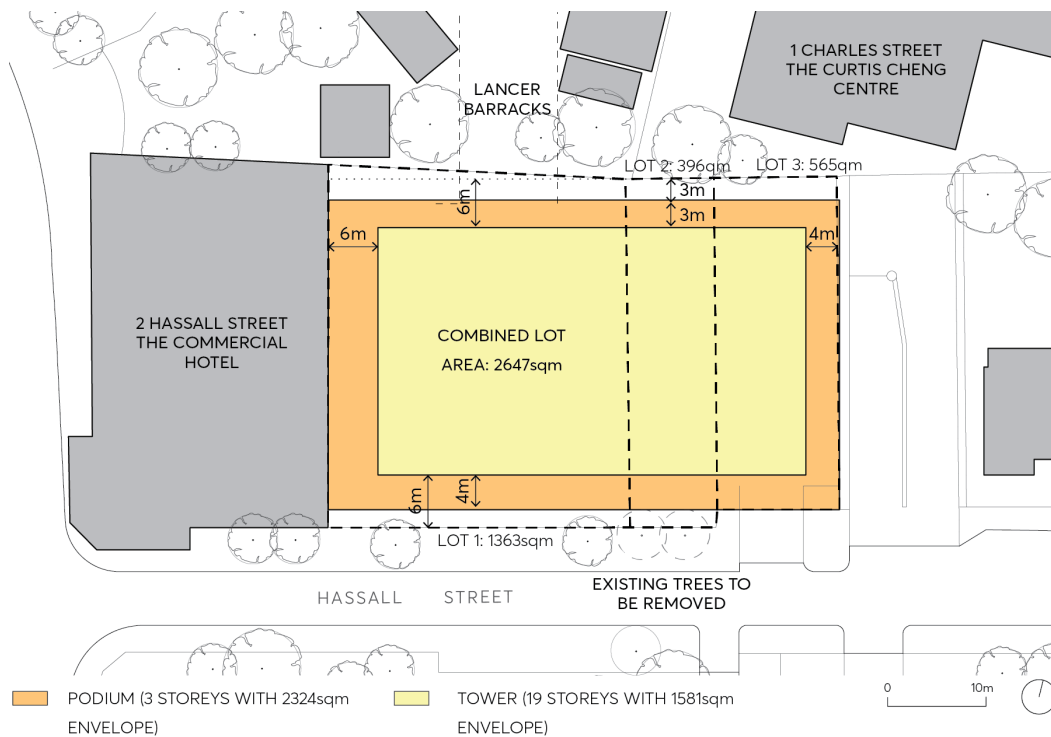 1 CHARLES STREET
THE CURTIS CHENG
CENTRE
LANCER
BARRACKS
LOT 2: 396qm
LOT 3: 565qm
3m
6m
3m
6m
4m
2 HASSALL STREET
THE COMMERCIAL
HOTEL
COMBINED LOT
AREA: 2647sqm
6m
4m
LOT 1: 1363sqm
EXISTING TREES TO
BE REMOVED
HASSALL STREET
PODIUM (3 STOREYS WITH 2324sqm
ENVELOPE)
TOWER (19 STOREYS WITH 1581sqm
ENVELOPE)
0 10m